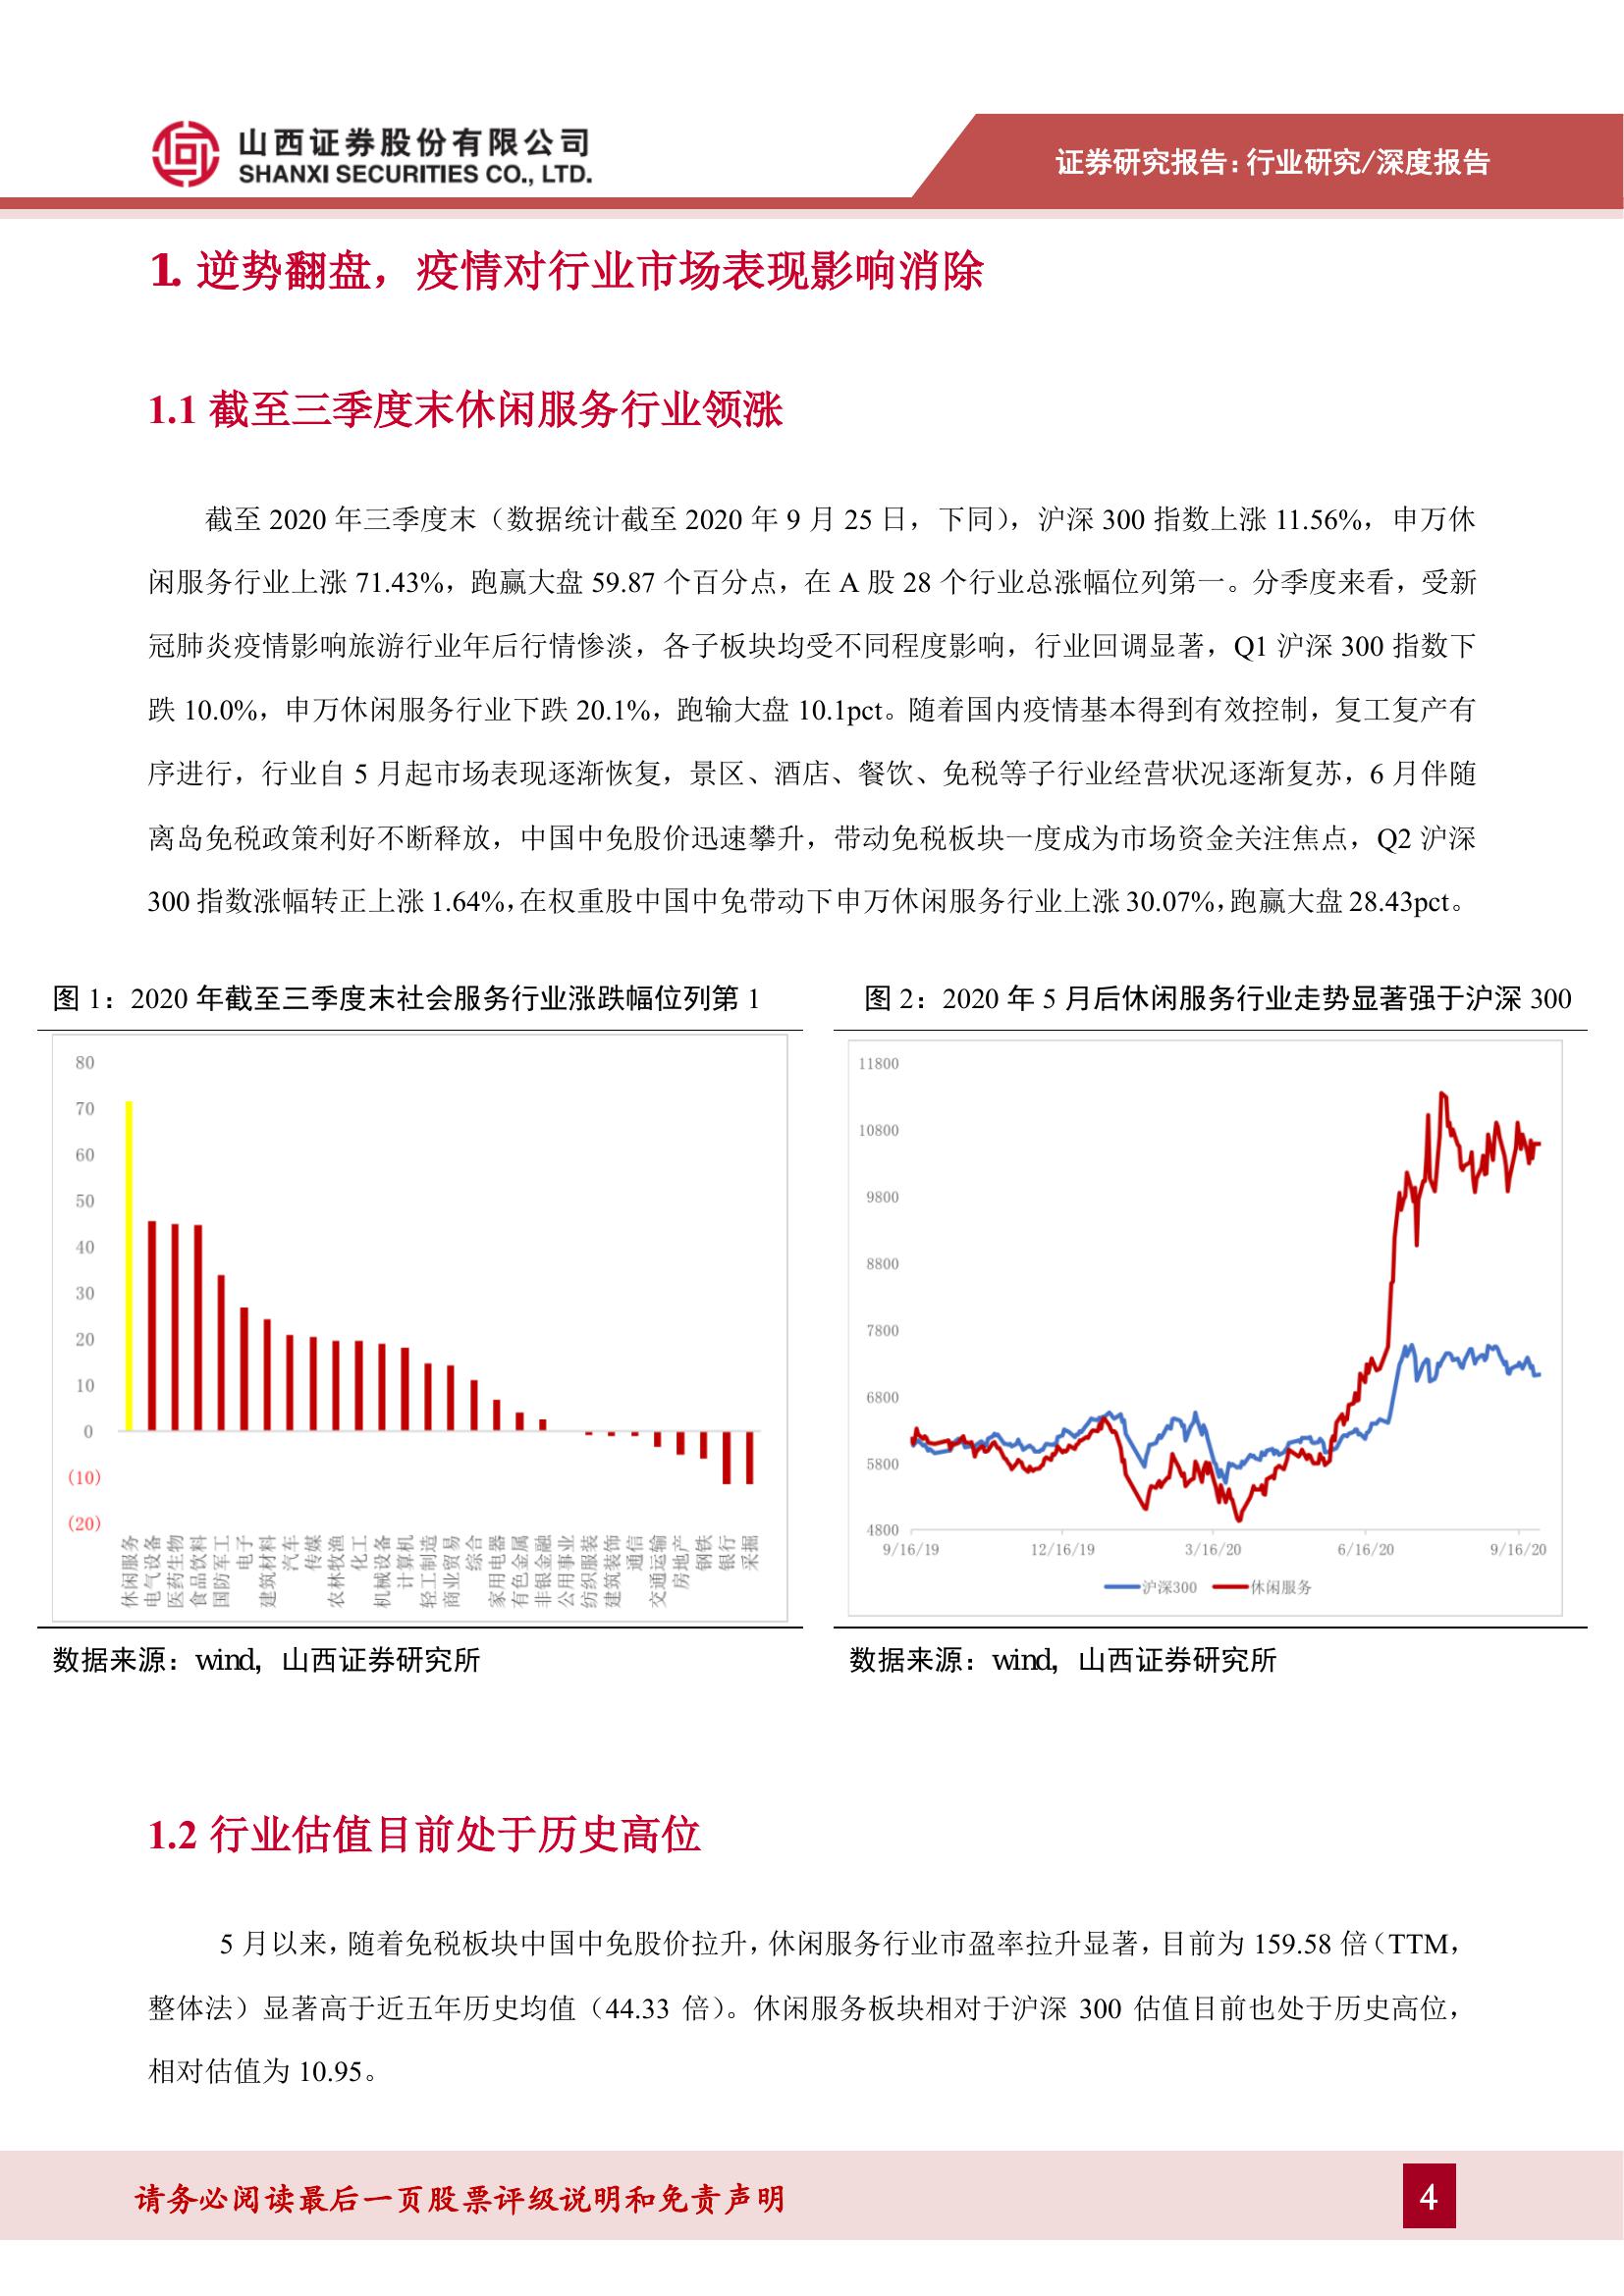 山西证券股份有限公司
SHANXI SECURITIES CO., LTD.
证券研究报告：行业研究/深度报告
1. 逆势翻盘，疫情对行业市场表现影响消除
1.1 截至三季度末休闲服务行业领涨
截至 2020 年三季度末（数据统计截至 2020 年 9 月 25 日，下同），沪深 300 指数上涨 11.56%，申万休
闲服务行业上涨 71.43%，跑赢大盘 59.87 个百分点，在 A 股 28 个行业总涨幅位列第一。分季度来看，受新
冠肺炎疫情影响旅游行业年后行情惨淡，各子板块均受不同程度影响，行业回调显著，Q1 沪深 300 指数下
跌 10.0%，申万休闲服务行业下跌 20.1%，跑输大盘 10.1pct。随着国内疫情基本得到有效控制，复工复产有
序进行，行业自 5 月起市场表现逐渐恢复，景区、酒店、餐饮、免税等子行业经营状况逐渐复苏，6 月伴随
离岛免税政策利好不断释放，中国中免股价迅速攀升，带动免税板块一度成为市场资金关注焦点，Q2 沪深
300 指数涨幅转正上涨 1.64%，在权重股中国中免带动下申万休闲服务行业上涨 30.07%，跑赢大盘 28.43pct。
图 1：2020 年截至三季度末社会服务行业涨跌幅位列第 1
80
70
60
50
40
30
20
10
0
(10)
(20)
休闲服务
电气设备
医药生物
食品饮料
国防军工
电子
建筑材料
汽车
传媒
农林牧渔
化工
机械设备
计算机
轻工制造
商业贸易
综合
家用电器
有色金属
非银金融
公用事业
纺织服装
建筑装饰
通信
交通运输
房地产
钢铁
银行
采掘
数据来源：wind，山西证券研究所
图 2：2020 年 5 月后休闲服务行业走势显著强于沪深 300
11800
10800
9800
8800
7800
6800
5800
4800
9/16/19 12/16/19 3/16/20 6/16/20 9/16/20
沪深300 休闲服务
数据来源：wind，山西证券研究所
1.2 行业估值目前处于历史高位
5 月以来，随着免税板块中国中免股价拉升，休闲服务行业市盈率拉升显著，目前为 159.58 倍（TTM，
整体法）显著高于近五年历史均值（44.33 倍）。休闲服务板块相对于沪深 300 估值目前也处于历史高位，
相对估值为 10.95。
请务必阅读最后一页股票评级说明和免责声明
4